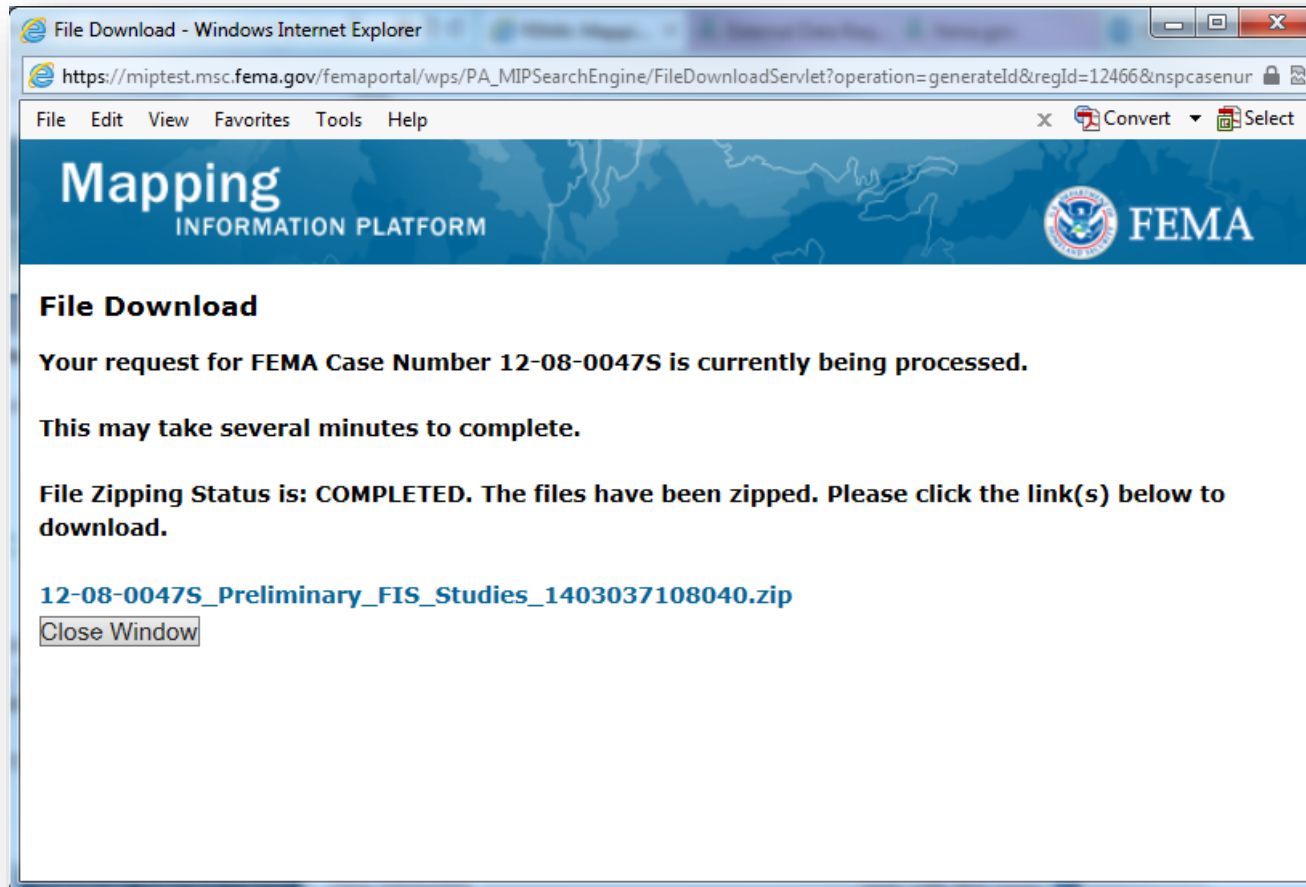 File Download - Windows Internet Explorer
https://miptest.msc.fema.gov/femaportal/wps/PA_MIPSearchEngine/FileDownloadServlet?operation=generateId&regId=12466&nspcasenur
File Edit View Favorites Tools Help x Convert Select
Mapping
INFORMATION PLATFORM
FEMA
File Download
Your request for FEMA Case Number 12-08-0047S is currently being processed.
This may take several minutes to complete.
File Zipping Status is: COMPLETED. The files have been zipped. Please click the link(s) below to
download.
12-08-0047S_Preliminary_FIS_Studies_1403037108040.zip
Close Window